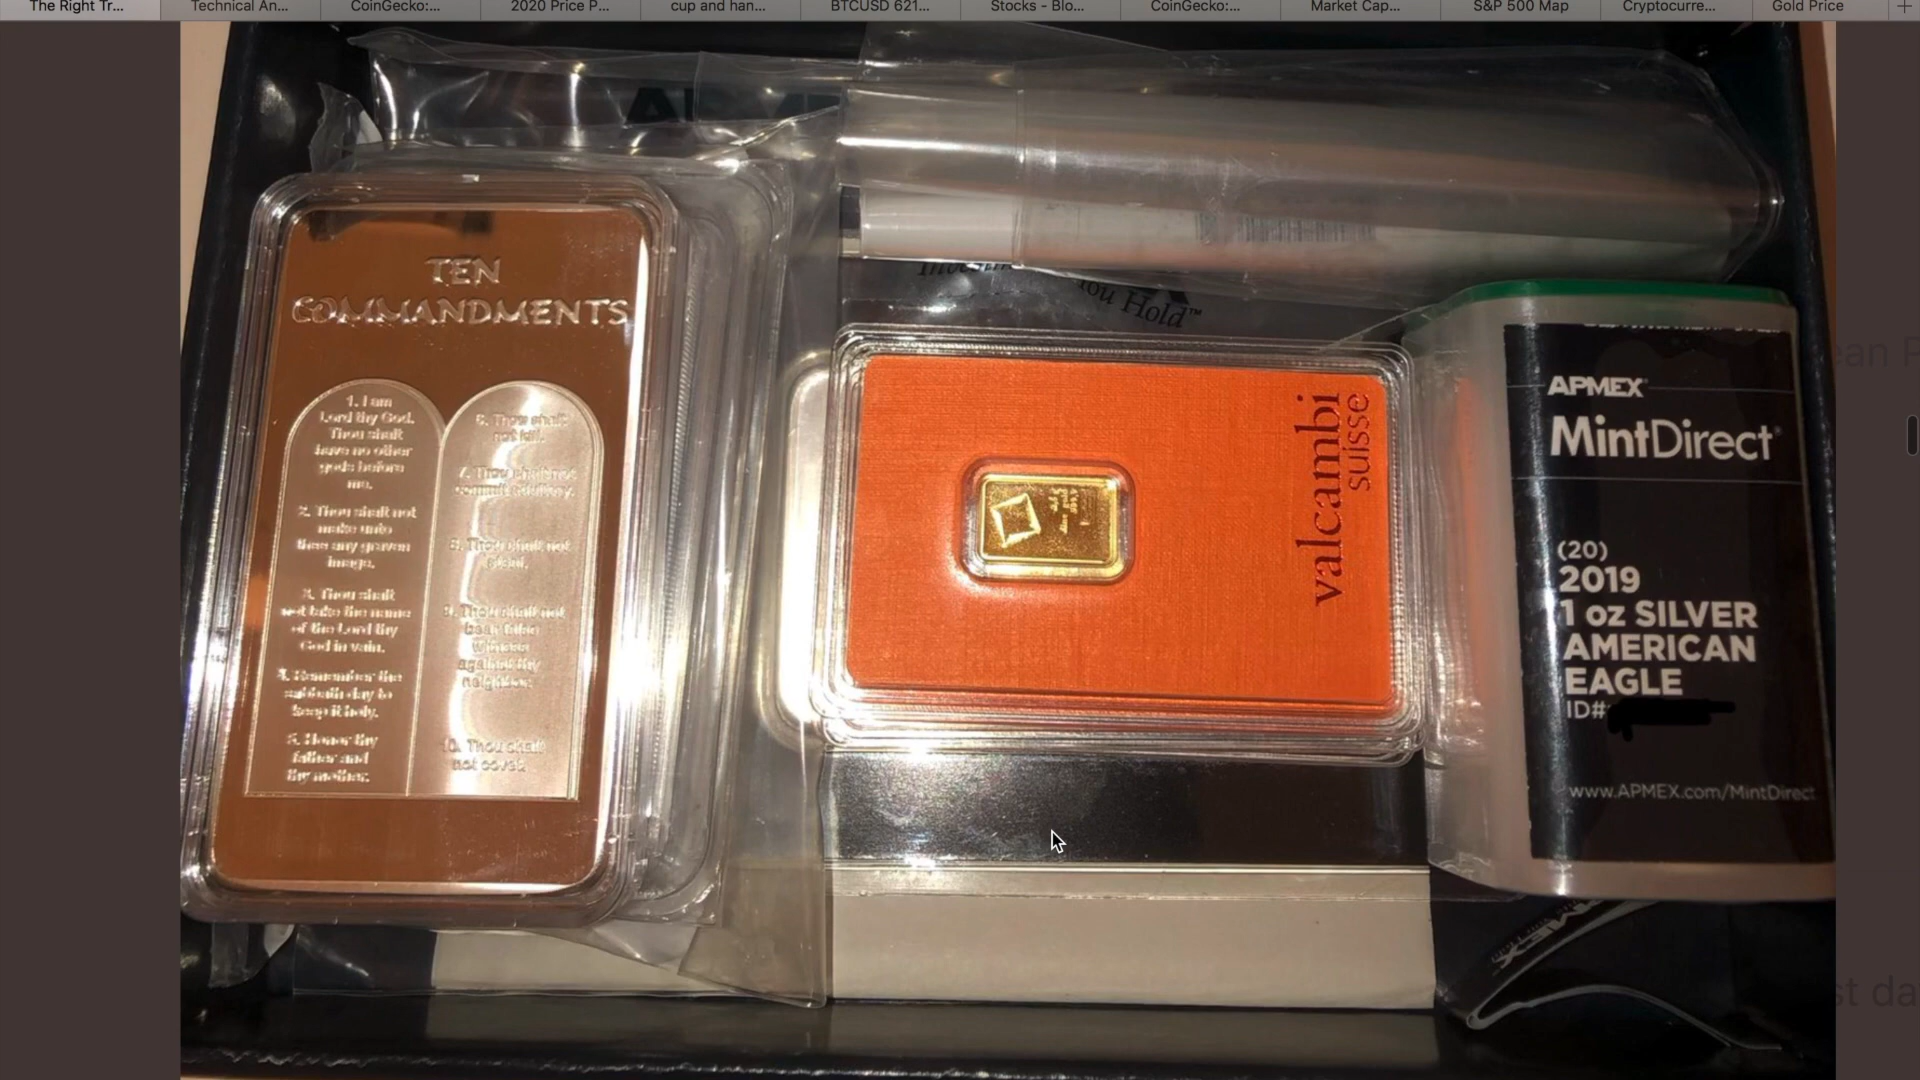 The Right Tr...
Technical An...
CoinGecko:...
2020 Price P...
cup and han...
BTCUSD 621...
Stocks - Blo...
CoinGecko:...
Market Cap...
S&P 500 Map
Cryptocurre...
Gold Price
TEN
COMMANDMENTS
1. I am
Lord thy God.
Thou shalt
have no other
gods before
me.
2. Thou shalt not
make unto
thee any graven
image.
3. Thou shalt
not take the name
of the Lord thy
God in vain.
4. Remember the
sabbath day to
keep it holy.
5. Honor thy
father and
thy mother.
6. Thou shalt
not kill.
7. Thou shalt not
commit adultery.
8. Thou shalt not
steal.
9. Thou shalt not
bear false
witness
against thy
neighbor.
10. Thou shalt
not covet.
You Hold™
valcambi
suisse
APMEX
MintDirect®
(20)
2019
1 oz SILVER
AMERICAN
EAGLE
ID#
www.APMEX.com/MintDirect
ean P
st da